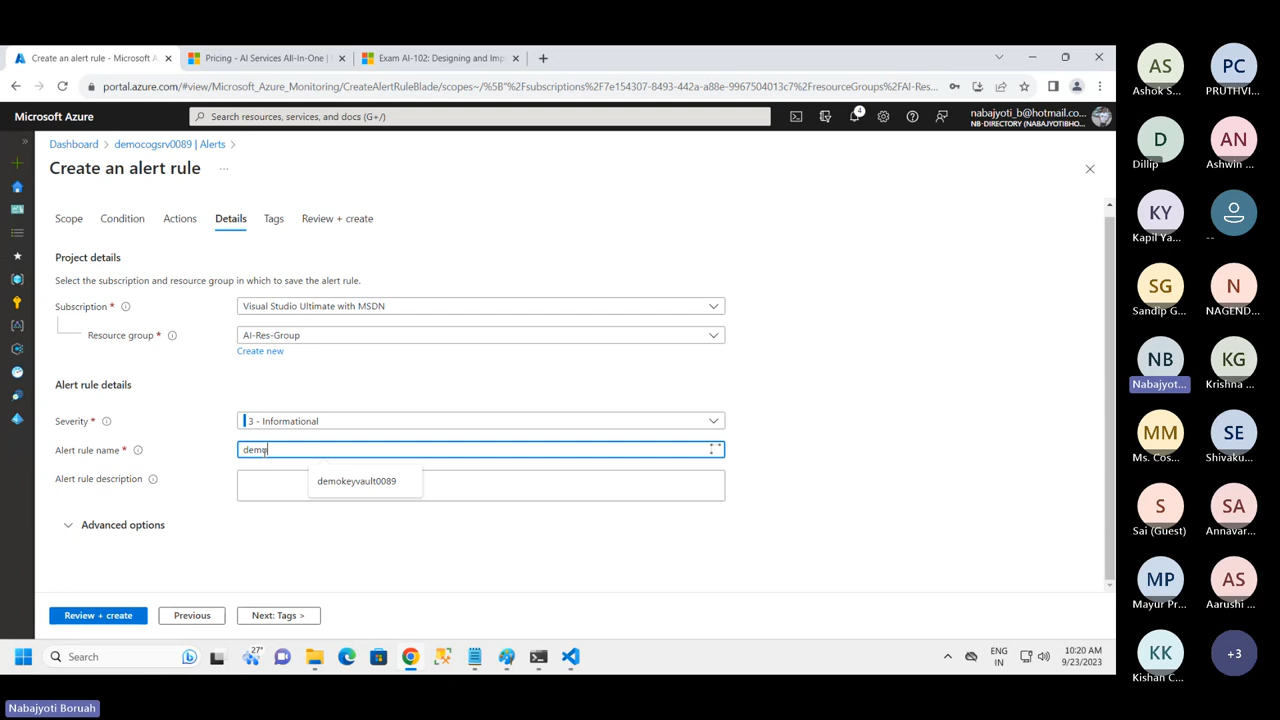 Create an alert rule - Microsoft A
Pricing - AI Services All-In-One |
Exam AI-102: Designing and Imp
portal.azure.com/#view/Microsoft_Azure_Monitoring/CreateAlertRuleBlade/scopes~/%5B"%2Fsubscriptions%2F7e154307-8493-442a-a88e-9967504013c7%2FresourceGroups%2FAI-Res-...
Microsoft Azure
Search resources, services, and docs (G+/)
4
nabajyoti_b@hotmail.co...
NB-DIRECTORY (NABAJYOTIBHO...
Dashboard > democogsrv0089 | Alerts >
Create an alert rule ...
Scope Condition Actions Details Tags Review + create
Project details
Select the subscription and resource group in which to save the alert rule.
Subscription *
Visual Studio Ultimate with MSDN
Resource group *
AI-Res-Group
Create new
Alert rule details
Severity *
3 - Informational
Alert rule name *
demo
demokeyvault0089
Alert rule description
Advanced options
Review + create
Previous
Next: Tags >
Search
27°
ENG
IN
10:20 AM
9/23/2023
AS
Ashok S...
PC
PRUTHVI...
D
Dillip
AN
Ashwin ...
KY
Kapil Ya...
--
SG
Sandip G...
N
NAGEND...
NB
Nabajyot...
KG
Krishna ...
MM
Ms. Cos...
SE
Shivaku...
S
Sai (Guest)
SA
Annavar...
MP
Mayur Pr...
AS
Aarushi ...
KK
Kishan C...
+3
Nabajyoti Boruah